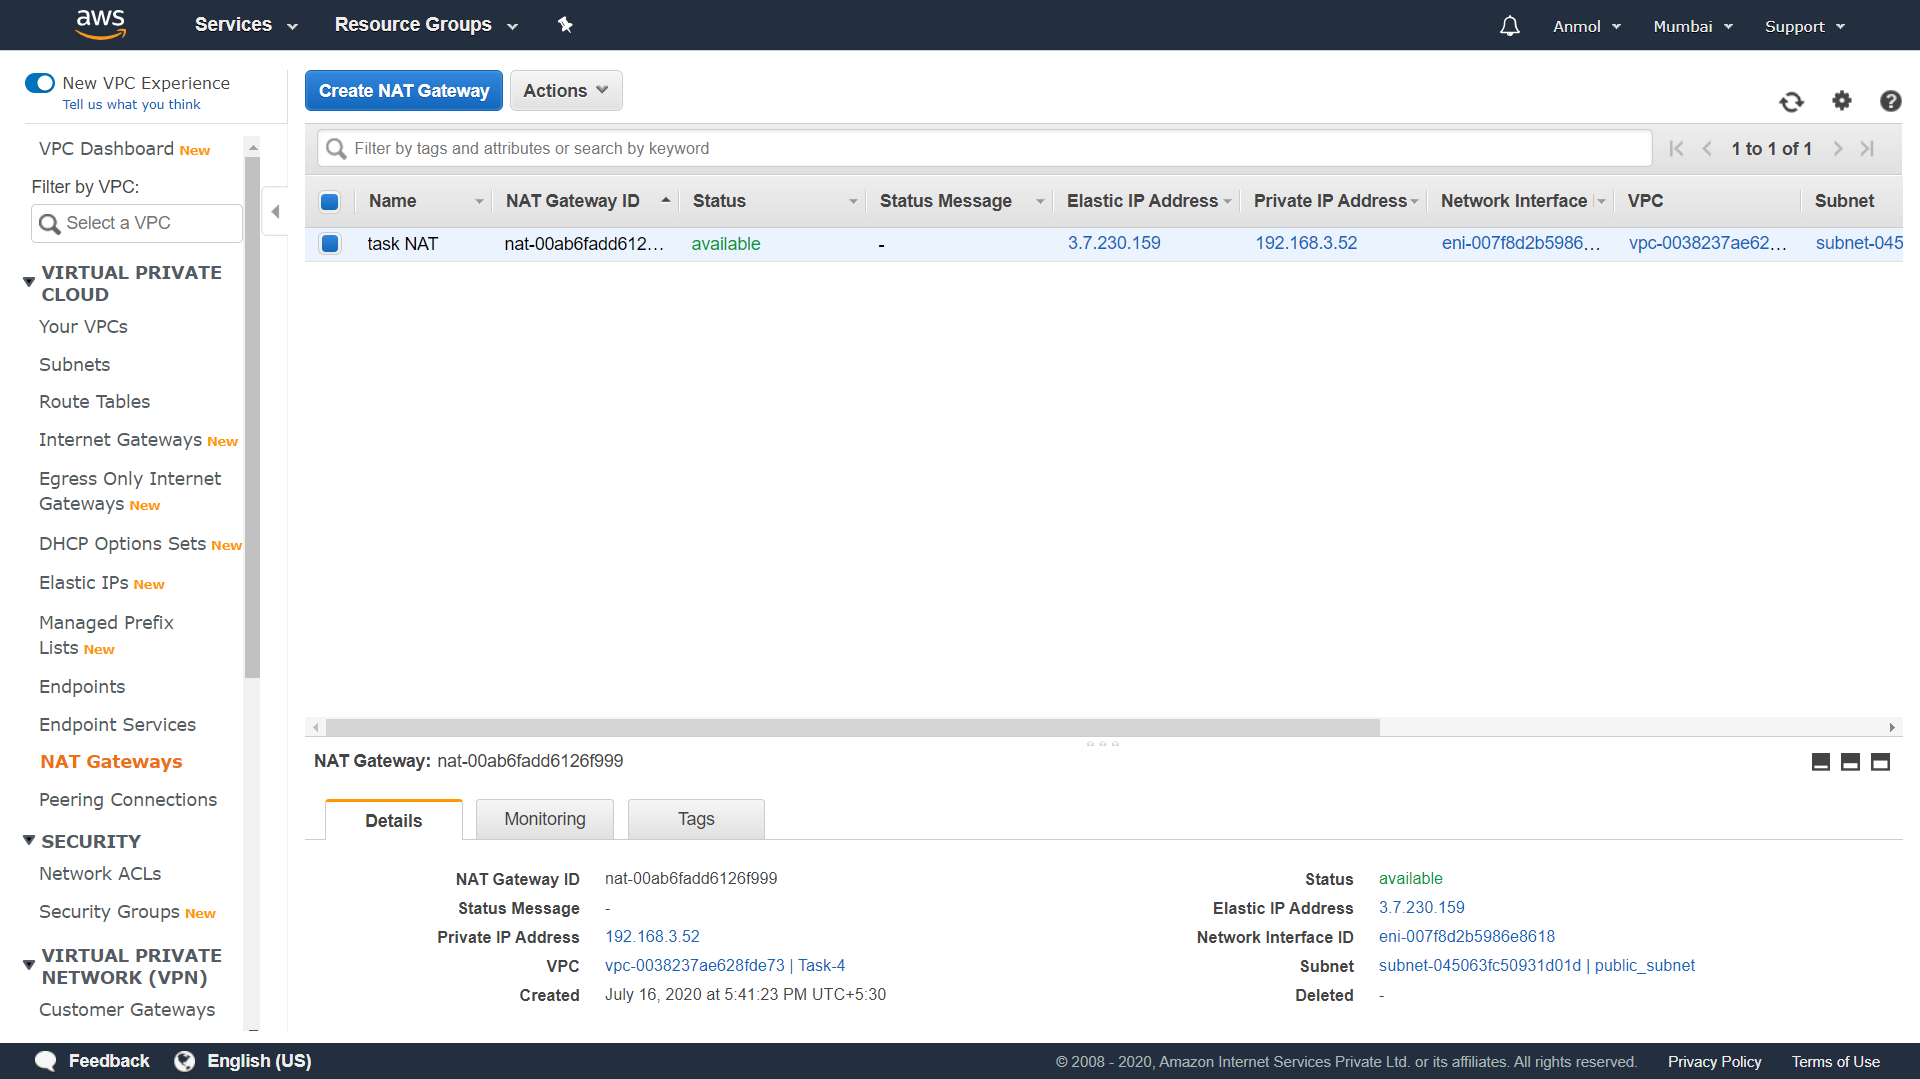 aws Services Resource Groups Anmol Mumbai Support
New VPC Experience
Tell us what you think
VPC Dashboard New
Filter by VPC:
Select a VPC
VIRTUAL PRIVATE
CLOUD
Your VPCs
Subnets
Route Tables
Internet Gateways New
Egress Only Internet
Gateways New
DHCP Options Sets New
Elastic IPs New
Managed Prefix
Lists New
Endpoints
Endpoint Services
NAT Gateways
Peering Connections
SECURITY
Network ACLs
Security Groups New
VIRTUAL PRIVATE
NETWORK (VPN)
Customer Gateways
Create NAT Gateway Actions
Filter by tags and attributes or search by keyword 1 to 1 of 1
Name NAT Gateway ID Status Status Message Elastic IP Address Private IP Address Network Interface VPC Subnet
task NAT nat-00ab6fadd612... available - 3.7.230.159 192.168.3.52 eni-007f8d2b5986... vpc-0038237ae62... subnet-045
NAT Gateway: nat-00ab6fadd6126f999
Details Monitoring Tags
NAT Gateway ID nat-00ab6fadd6126f999 Status available
Status Message - Elastic IP Address 3.7.230.159
Private IP Address 192.168.3.52 Network Interface ID eni-007f8d2b5986e8618
VPC vpc-0038237ae628fde73 | Task-4 Subnet subnet-045063fc50931d01d | public_subnet
Created July 16, 2020 at 5:41:23 PM UTC+5:30 Deleted -
Feedback English (US) © 2008 - 2020, Amazon Internet Services Private Ltd. or its affiliates. All rights reserved. Privacy Policy Terms of Use